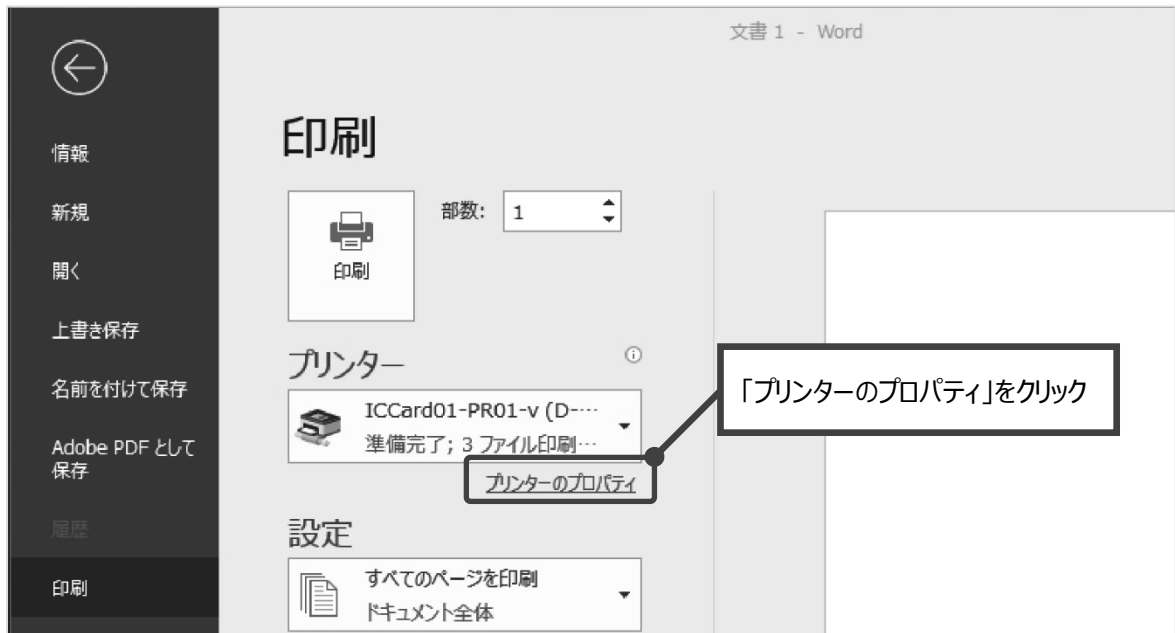 文書 1 - Word
情報
新規
開く
上書き保存
名前を付けて保存
Adobe PDF として
保存
履歴
印刷
印刷
印刷
部数: 1
プリンター
ICCard01-PR01-v (D-…
準備完了; 3 ファイル印刷…
プリンターのプロパティ
「プリンターのプロパティ」をクリック
設定
すべてのページを印刷
ドキュメント全体